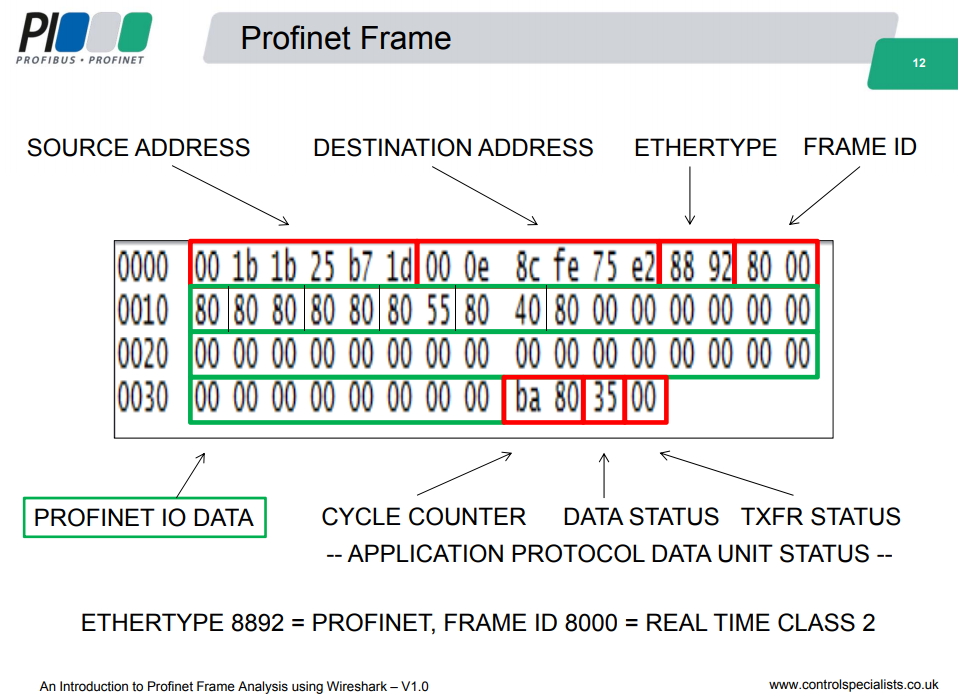 PI
PROFIBUS • PROFINET
Profinet Frame
12
SOURCE ADDRESS DESTINATION ADDRESS ETHERTYPE FRAME ID
0000 00 1b 1b 25 b7 1d 00 0e 8c fe 75 e2 88 92 80 00
0010 80 80 80 80 80 80 55 80 40 80 00 00 00 00 00 00
0020 00 00 00 00 00 00 00 00 00 00 00 00 00 00 00 00
0030 00 00 00 00 00 00 00 00 ba 80 35 00
PROFINET IO DATA CYCLE COUNTER DATA STATUS TXFR STATUS
-- APPLICATION PROTOCOL DATA UNIT STATUS --
ETHERTYPE 8892 = PROFINET, FRAME ID 8000 = REAL TIME CLASS 2
An Introduction to Profinet Frame Analysis using Wireshark – V1.0 www.controlspecialists.co.uk